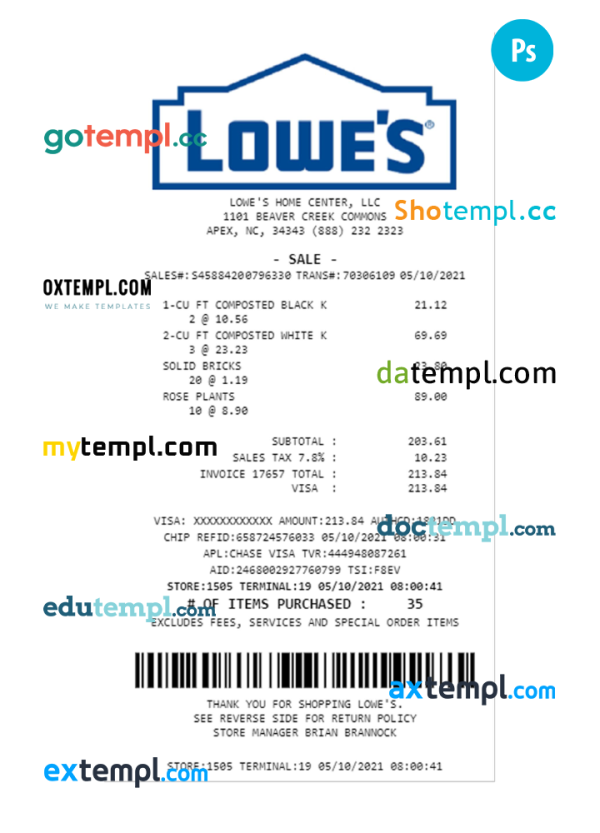 Ps
gotempl.cc
LOWE'S®
LOWE'S HOME CENTER, LLC
1101 BEAVER CREEK COMMONS
Shotempl.cc
APEX, NC, 34343 (888) 232 2323
- SALE -
SALES#:S45884200796330 TRANS#:70306109 05/10/2021
OXTEMPL.COM
WE MAKE TEMPLATES
1-CU FT COMPOSTED BLACK K 21.12
2 @ 10.56
2-CU FT COMPOSTED WHITE K 69.69
3 @ 23.23
SOLID BRICKS 23.80
datempl.com
20 @ 1.19
ROSE PLANTS 89.00
10 @ 8.90
SUBTOTAL : 203.61
mytempl.com
SALES TAX 7.8% : 10.23
INVOICE 17657 TOTAL : 213.84
VISA : 213.84
VISA: XXXXXXXXXXXX AMOUNT:213.84
doctempl.com
CHIP REFID:658724576033 05/10/2021 08:00:31
APL:CHASE VISA TVR:444948087261
AID:2468002927760799 TSI:F8EV
STORE:1505 TERMINAL:19 05/10/2021 08:00:41
edutempl.com
# OF ITEMS PURCHASED : 35
EXCLUDES FEES, SERVICES AND SPECIAL ORDER ITEMS
axtempl.com
THANK YOU FOR SHOPPING LOWE'S.
SEE REVERSE SIDE FOR RETURN POLICY
STORE MANAGER BRIAN BRANNOCK
STORE:1505 TERMINAL:19 05/10/2021 08:00:41
extempl.com